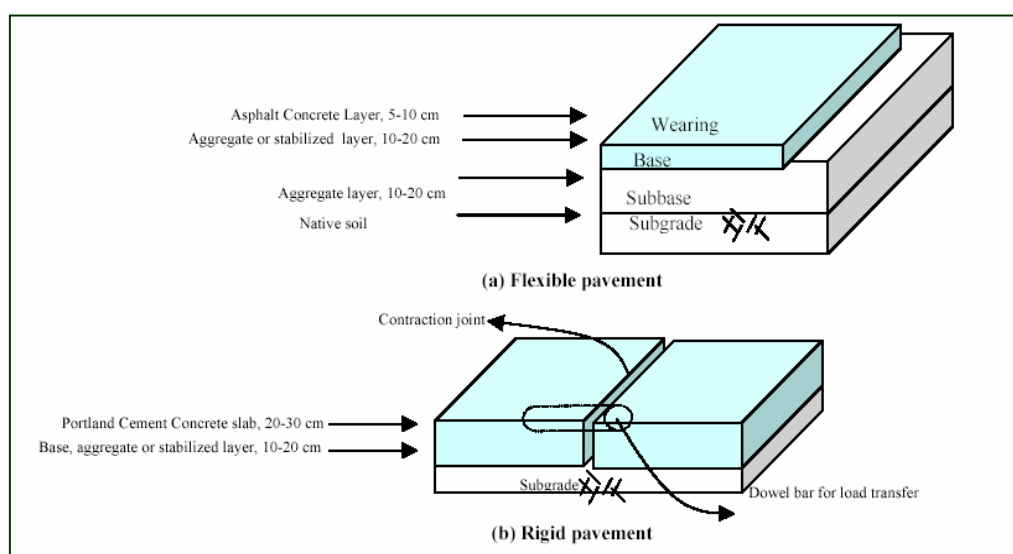 Asphalt Concrete Layer, 5-10 cm
Aggregate or stabilized layer, 10-20 cm
Aggregate layer, 10-20 cm
Native soil
Wearing
Base
Subbase
Subgrade
(a) Flexible pavement
Contraction joint
Portland Cement Concrete slab, 20-30 cm
Base, aggregate or stabilized layer, 10-20 cm
Subgrade
Dowel bar for load transfer
(b) Rigid pavement